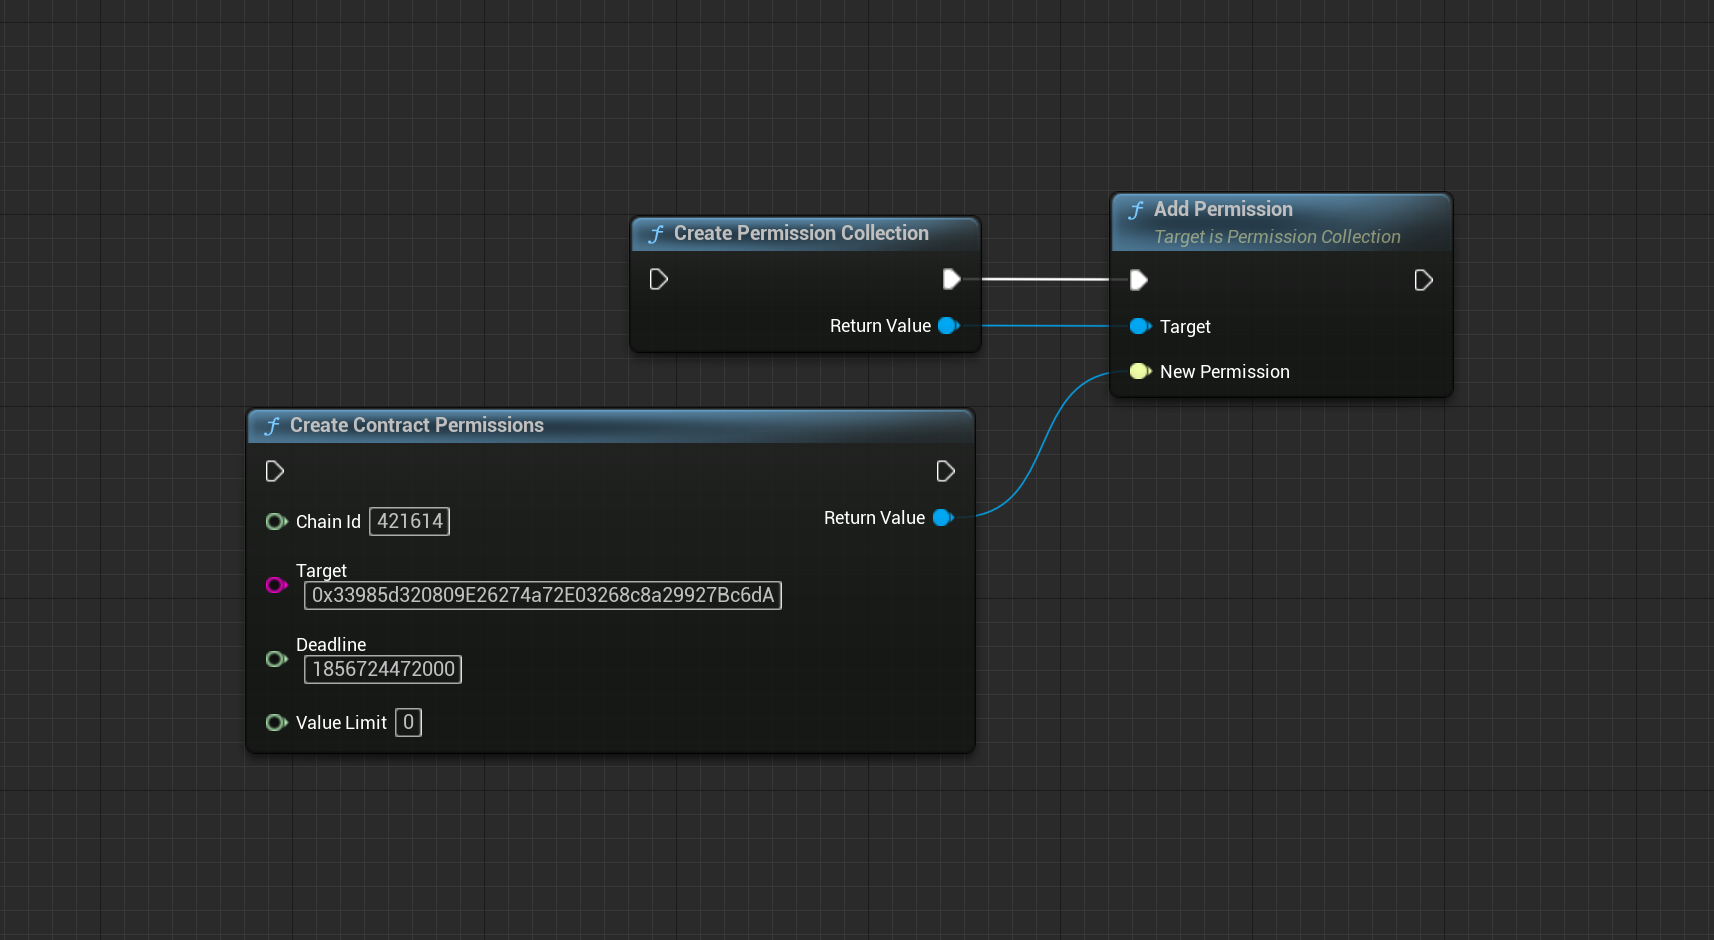 Create Permission Collection
Return Value
Add Permission
Target is Permission Collection
Target
New Permission
Create Contract Permissions
Chain Id 421614
Return Value
Target
0x33985d320809E26274a72E03268c8a29927Bc6dA
Deadline
1856724472000
Value Limit 0